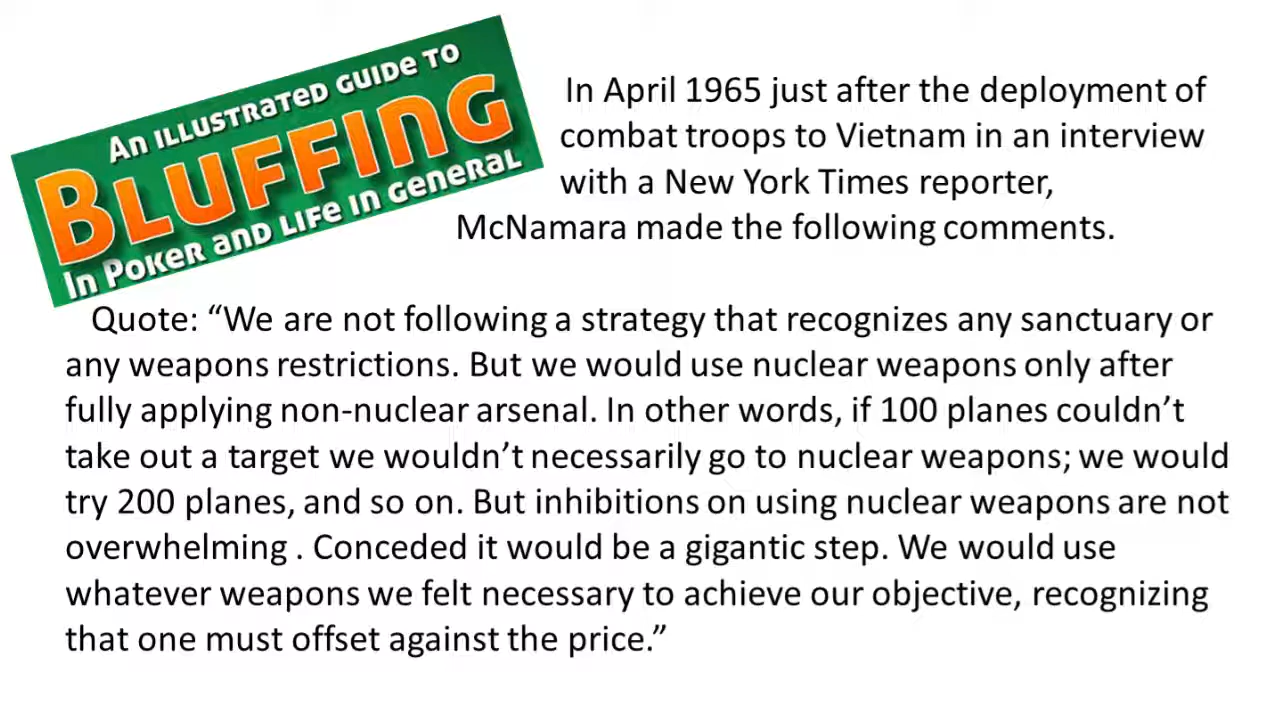 An illustrated guide to
Bluffing
In Poker and life in general
In April 1965 just after the deployment of
combat troops to Vietnam in an interview
with a New York Times reporter,
McNamara made the following comments.
Quote: “We are not following a strategy that recognizes any sanctuary or
any weapons restrictions. But we would use nuclear weapons only after
fully applying non-nuclear arsenal. In other words, if 100 planes couldn’t
take out a target we wouldn’t necessarily go to nuclear weapons; we would
try 200 planes, and so on. But inhibitions on using nuclear weapons are not
overwhelming . Conceded it would be a gigantic step. We would use
whatever weapons we felt necessary to achieve our objective, recognizing
that one must offset against the price.”